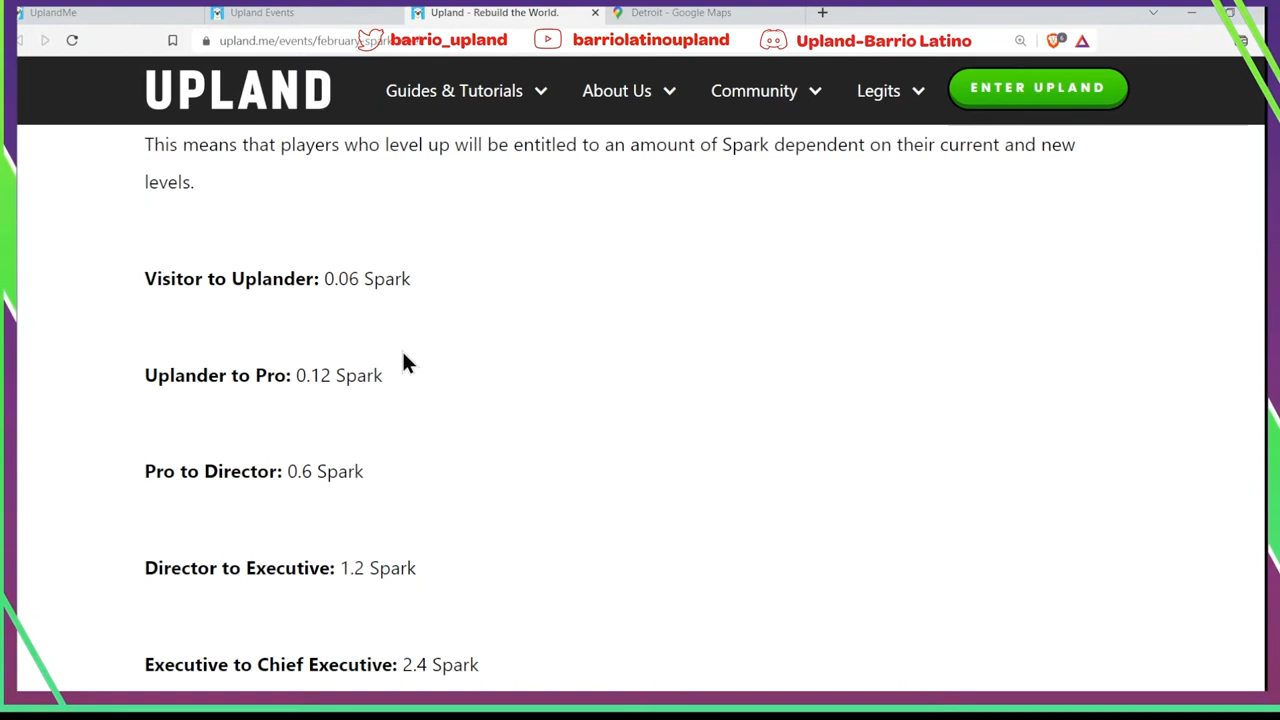 UplandMe
Upland Events
Upland - Rebuild the World.
Detroit - Google Maps
upland.me/events/february
barrio_upland
barriolatinoupland
Upland-Barrio Latino
UPLAND
Guides & Tutorials
About Us
Community
Legits
ENTER UPLAND
This means that players who level up will be entitled to an amount of Spark dependent on their current and new
levels.
Visitor to Uplander: 0.06 Spark
Uplander to Pro: 0.12 Spark
Pro to Director: 0.6 Spark
Director to Executive: 1.2 Spark
Executive to Chief Executive: 2.4 Spark